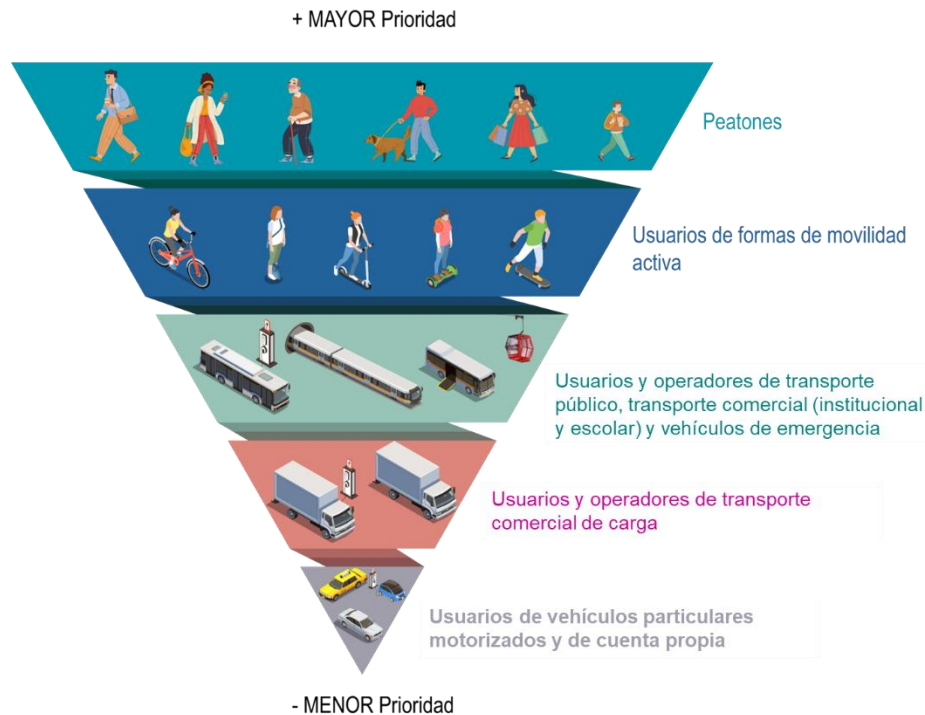 + MAYOR Prioridad
Peatones
Usuarios de formas de movilidad
activa
Usuarios y operadores de transporte
público, transporte comercial (institucional
y escolar) y vehículos de emergencia
Usuarios y operadores de transporte
comercial de carga
Usuarios de vehículos particulares
motorizados y de cuenta propia
- MENOR Prioridad